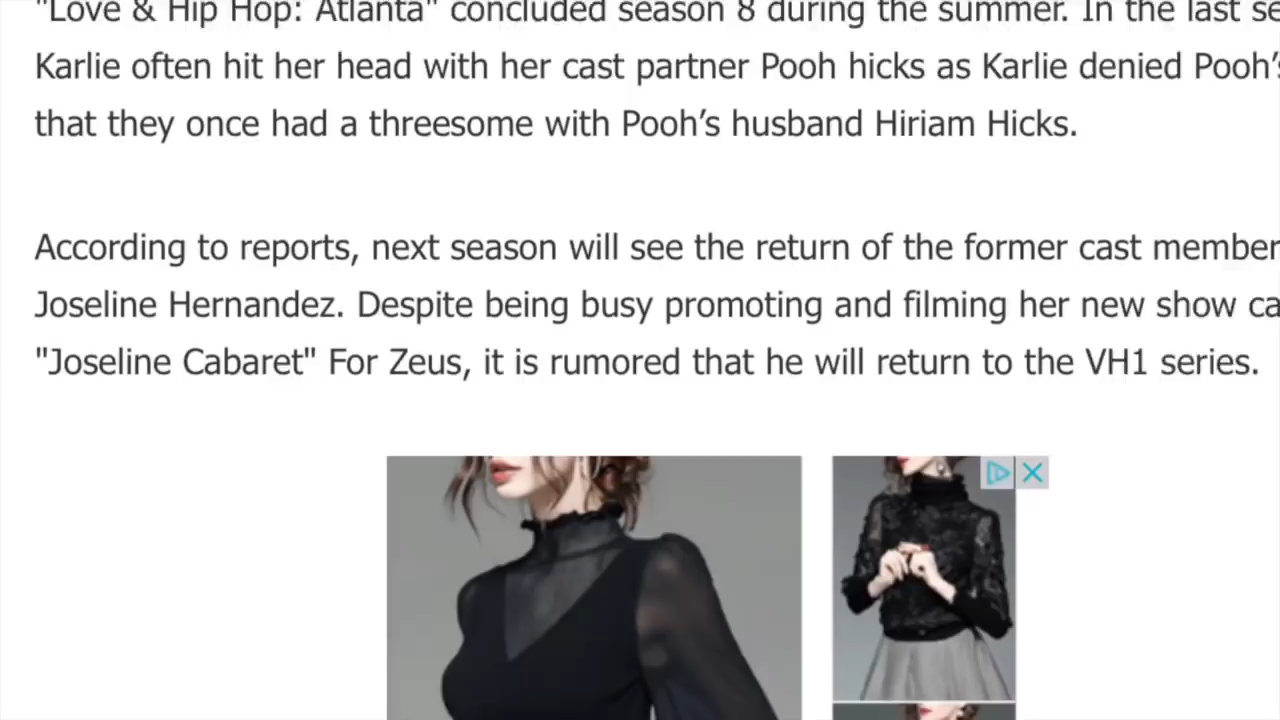 "Love & Hip Hop: Atlanta" concluded season 8 during the summer. In the last se
Karlie often hit her head with her cast partner Pooh hicks as Karlie denied Pooh's
that they once had a threesome with Pooh's husband Hiriam Hicks.
According to reports, next season will see the return of the former cast member
Joseline Hernandez. Despite being busy promoting and filming her new show ca
"Joseline Cabaret" For Zeus, it is rumored that he will return to the VH1 series.